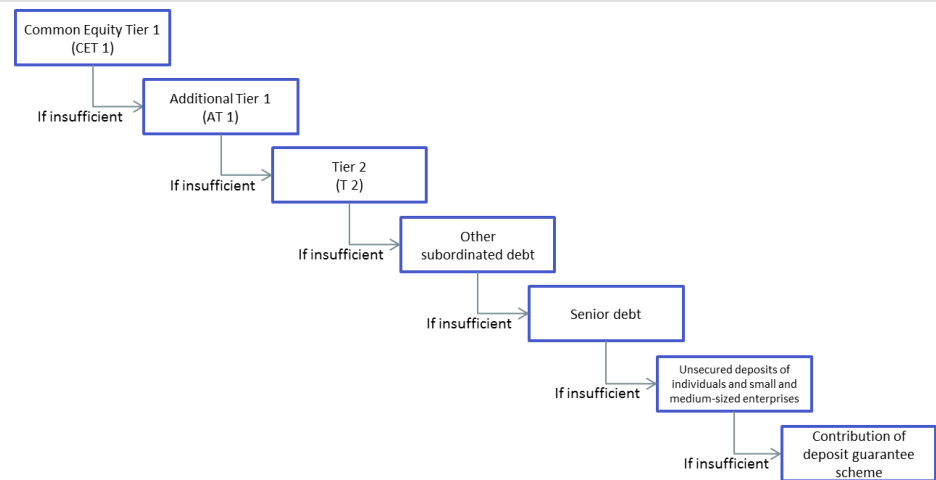 Common Equity Tier 1
(CET 1)
If insufficient
Additional Tier 1
(AT 1)
If insufficient
Tier 2
(T 2)
If insufficient
Other
subordinated debt
If insufficient
Senior debt
If insufficient
Unsecured deposits of
individuals and small and
medium-sized enterprises
If insufficient
Contribution of
deposit guarantee
scheme